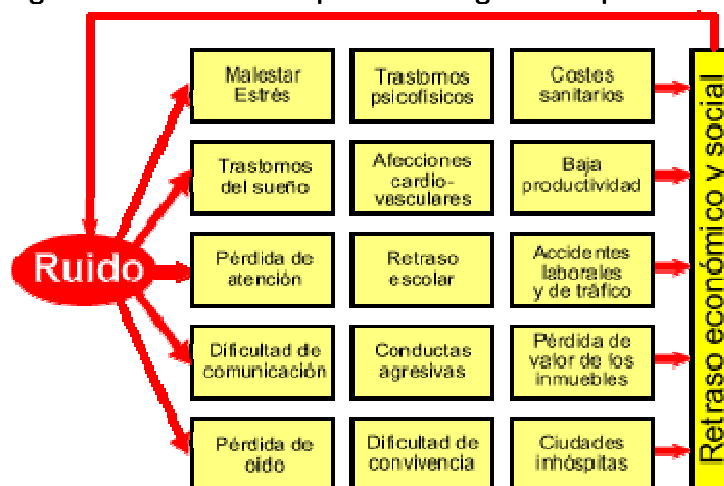 Malestar
Estrés
Trastornos
psicofísicos
Costes
sanitarios
Trastornos
del sueño
Afecciones
cardio-
vesculares
Baja
productividad
Ruido
Pérdida de
atención
Retraso
escolar
Accidentes
laborales
y de tráfico
Dificultad de
comunicación
Conductas
agresivas
Pérdida de
valor de los
inmuebles
Pérdida de
oido
Dificultad de
convivencia
Ciudades
inhóspitas
Retraso económico y social